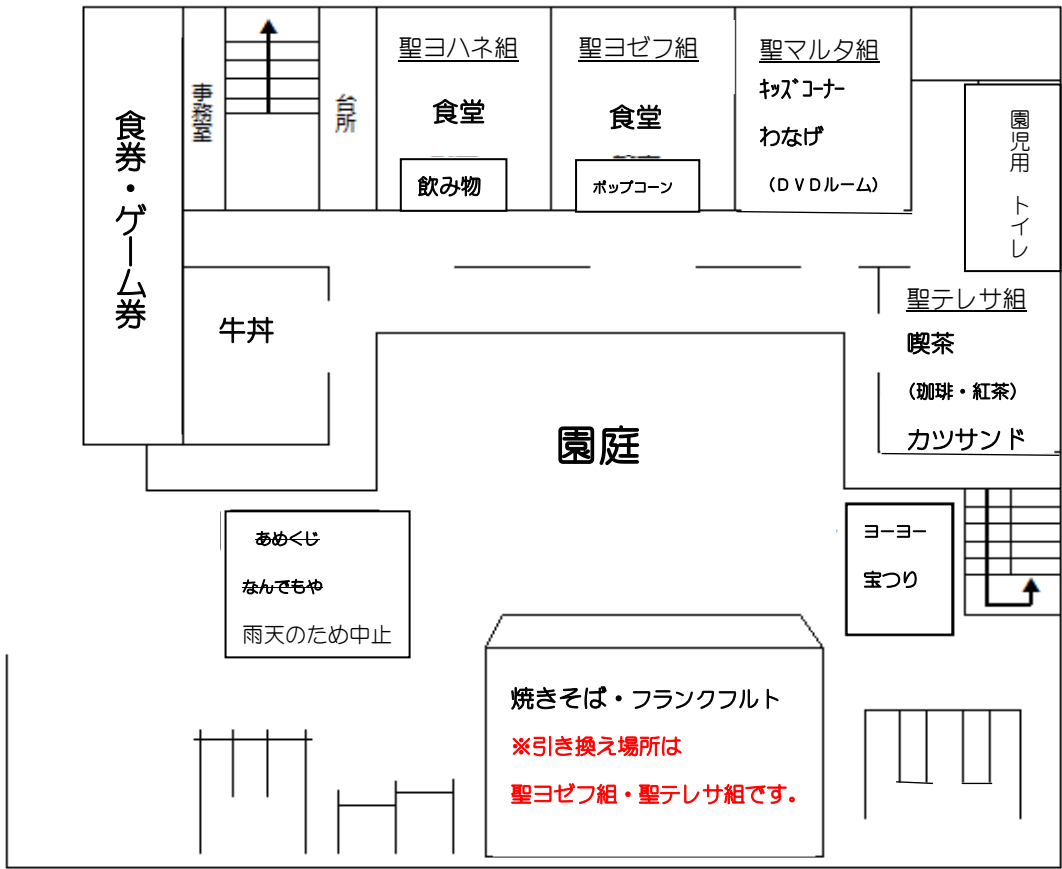 食券・ゲーム券
事務室
台所
聖ヨハネ組
食堂
飲み物
聖ヨゼフ組
食堂
ポップコーン
聖マルタ組
キッズコーナー
わなげ
(DVDルーム)
園児用 トイレ
牛丼
聖テレサ組
喫茶
(珈琲・紅茶)
カツサンド
園庭
あめくじ
なんでもや
雨天のため中止
ヨーヨー
宝つり
焼きそば・フランクフルト
※引き換え場所は
聖ヨゼフ組・聖テレサ組です。